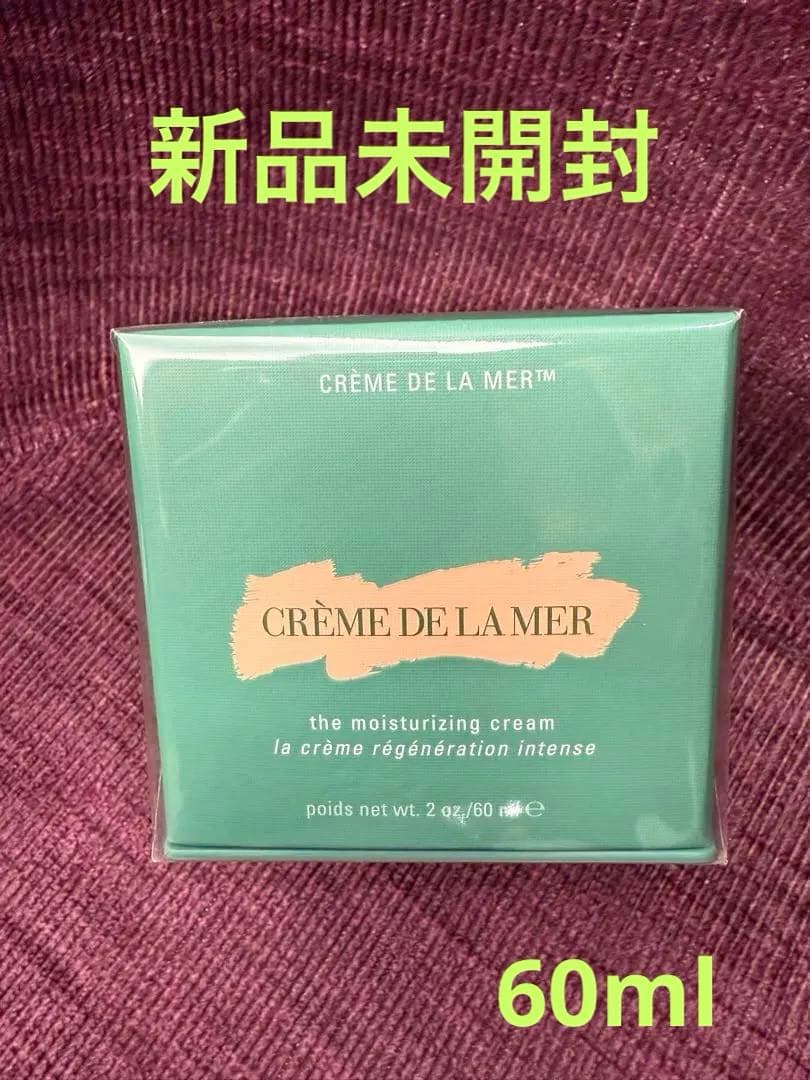 新品未開封
CRÈME DE LA MER™
CRÈME DE LA MER
the moisturizing cream
la crème régénération intense
poids net wt. 2 oz./60 ml ℮
60ml